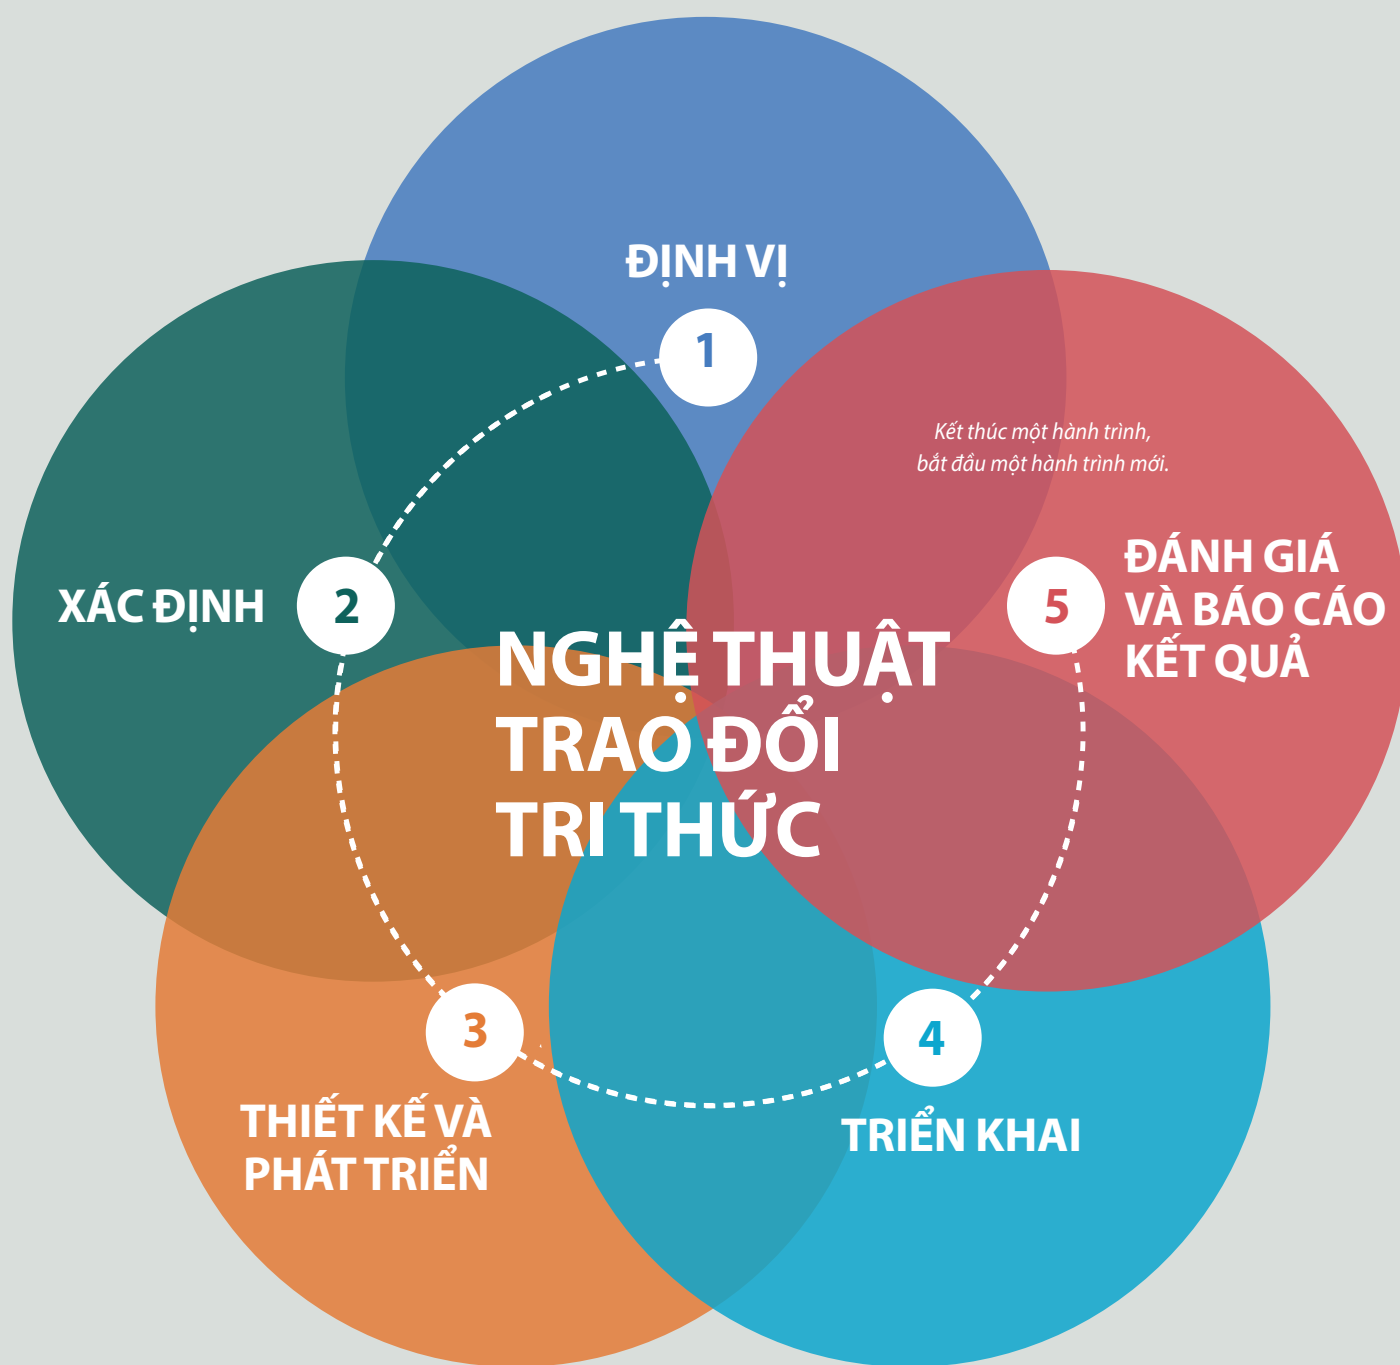 ĐỊNH VỊ
1
Kết thúc một hành trình,
bắt đầu một hành trình mới.
XÁC ĐỊNH
2
5
ĐÁNH GIÁ
VÀ BÁO CÁO
KẾT QUẢ
NGHỆ THUẬT
TRAO ĐỔI
TRI THỨC
3
THIẾT KẾ VÀ
PHÁT TRIỂN
4
TRIỂN KHAI